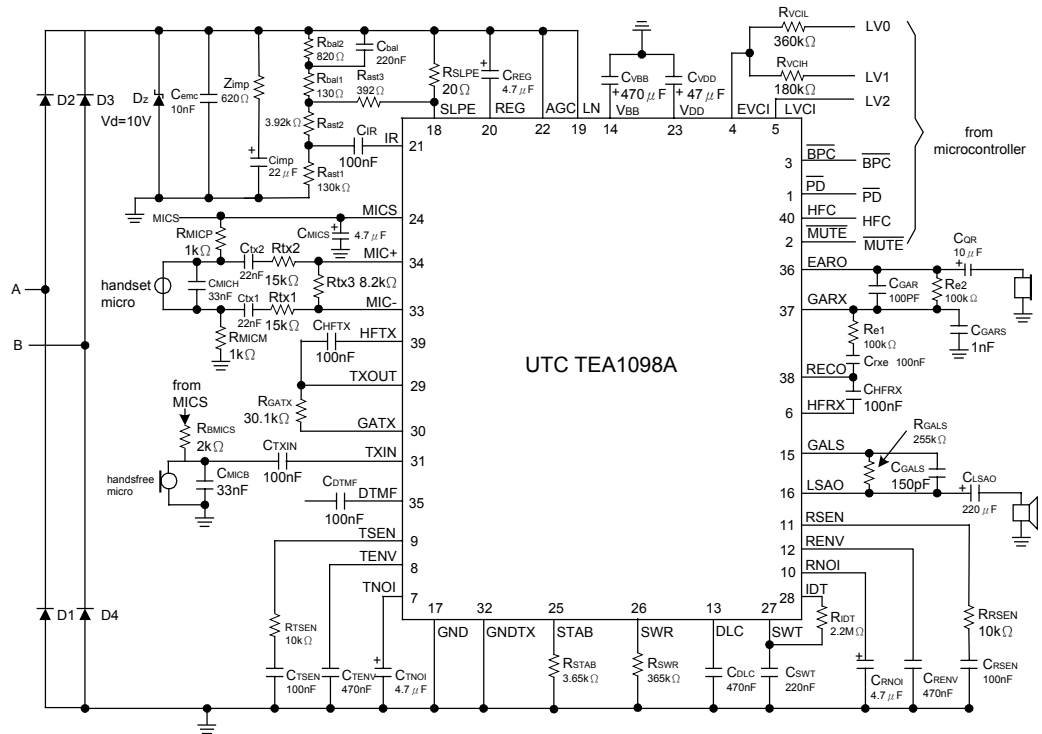 A
B
D2
D3
D1
D4
Dz
Vd=10V
Cemc
10nF
Zimp
620Ω
Cimp
22μF
Rbal2
820Ω
Cbal
220nF
Rbal1
130Ω
Rast3
392Ω
3.92kΩ
Rast2
Rast1
130kΩ
CIR
100nF
RSLPE
20Ω
CREG
4.7μF
CVBB
470μF
CVDD
47μF
RVCIL
360kΩ
RVCIH
180kΩ
LV0
LV1
LV2
from
microcontroller
SLPE
REG
AGC
LN
VBB
VDD
EVCI
LVCI
18
20
22
19
14
23
4
5
IR
21
MICS
MICS
24
CMICS
4.7μF
RMICP
1kΩ
Ctx2
22nF
Rtx2
15kΩ
MIC+
34
handset
micro
CMICH
33nF
Rtx3 8.2kΩ
Ctx1
22nF
Rtx1
15kΩ
MIC-
33
RMICM
1kΩ
CHFTX
100nF
HFTX
39
TXOUT
29
RGATX
30.1kΩ
GATX
30
from
MICS
RBMICS
2kΩ
handsfree
micro
CMICB
33nF
CTXIN
100nF
TXIN
31
CDTMF
100nF
DTMF
35
TSEN
9
TENV
8
TNOI
7
RTSEN
10kΩ
CTSEN
100nF
CTENV
470nF
CTNOI
4.7μF
UTC TEA1098A
3
BPC
BPC
1
PD
PD
40
HFC
HFC
2
MUTE
MUTE
36
EARO
CQR
10μF
CGAR
100PF
Re2
100kΩ
37
GARX
Re1
100kΩ
CGARS
1nF
Crxe 100nF
38
RECO
CHFRX
100nF
6
HFRX
RGALS
255kΩ
15
GALS
CGALS
150pF
CLSAO
220μF
16
LSAO
11
RSEN
12
RENV
10
RNOI
28
IDT
RIDT
2.2MΩ
17
32
25
26
13
27
GND
GNDTX
STAB
SWR
DLC
SWT
RSTAB
3.65kΩ
RSWR
365kΩ
CDLC
470nF
CSWT
220nF
CRNOI
4.7μF
CRENV
470nF
RRSEN
10kΩ
CRSEN
100nF